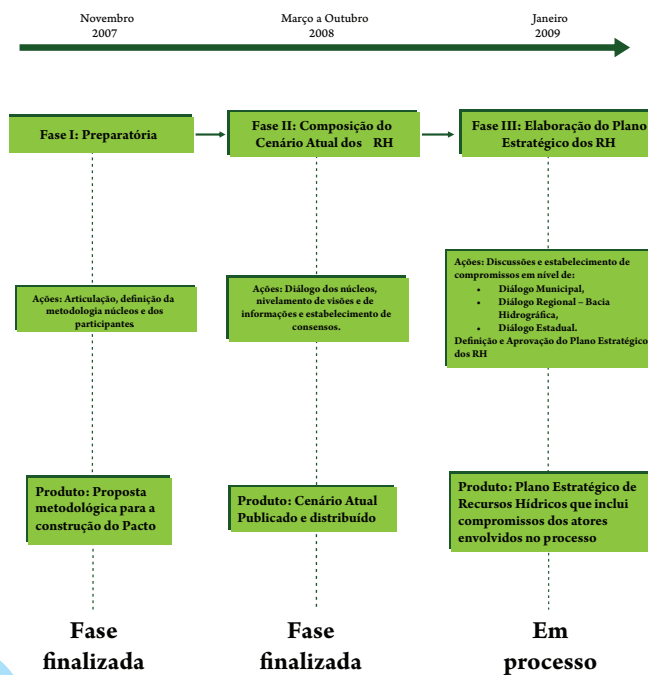 Novembro
2007
Março a Outubro
2008
Janeiro
2009
Fase I: Preparatória
Fase II: Composição do
Cenário Atual dos RH
Fase III: Elaboração do Plano
Estratégico dos RH
Ações: Articulação, definição da
metodologia núcleos e dos
participantes.
Ações: Diálogo dos núcleos,
nivelamento de visões e de
informações e estabelecimento de
consensos.
Ações: Discussões e estabelecimento de
compromissos em nível de:
• Diálogo Municipal,
• Diálogo Regional – Bacia
Hidrográfica,
• Diálogo Estadual.
Definição e Aprovação do Plano Estratégico
dos RH
Produto: Proposta
metodológica para a
construção do Pacto
Produto: Cenário Atual
Publicado e distribuído
Produto: Plano Estratégico de
Recursos Hídricos que inclui
compromissos dos atores
envolvidos no processo
Fase
finalizada
Fase
finalizada
Em
processo